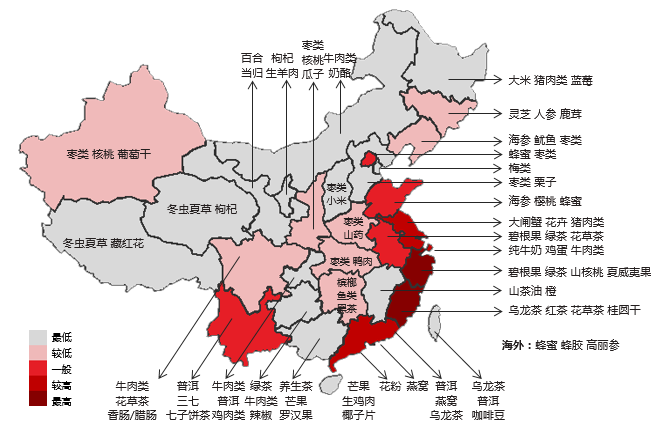 枣类
百合 枸杞 核桃 牛肉类
当归 生羊肉 瓜子 奶酪
大米 猪肉类 蓝莓
灵芝 人参 鹿茸
海参 鱿鱼 枣类
蜂蜜 枣类
梅类
枣类 栗子
海参 樱桃 蜂蜜
大闸蟹 花卉 猪肉类
碧根果 绿茶 花草茶
纯牛奶 鸡蛋 牛肉类
碧根果 绿茶 山核桃 夏威夷果
山茶油 橙
乌龙茶 红茶 花草茶 桂圆干
海外：蜂蜜 蜂胶 高丽参
枣类 核桃 葡萄干
冬虫夏草 枸杞
冬虫夏草 藏红花
枣类
小米
枣类
山药
枣类 鸭肉
槟榔
鱼类
黑茶
最低
较低
一般
较高
最高
牛肉类 普洱 牛肉类 绿茶 养生茶 芒果 花粉 燕窝 普洱 乌龙茶
花草茶 三七 普洱 牛肉类 芒果 生鸡肉 燕窝 普洱
香肠/腊肠 七子饼茶 鸡肉类 辣椒 罗汉果 椰子片 乌龙茶 咖啡豆